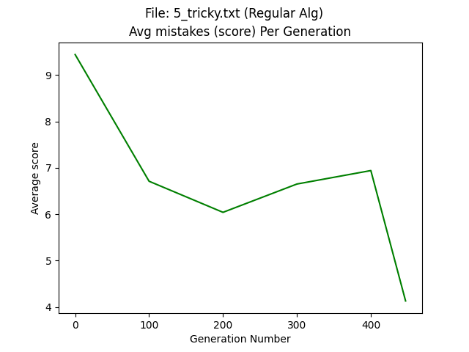 File: 5_tricky.txt (Regular Alg)
Avg mistakes (score) Per Generation
9
8
7
6
5
4
Average score
0 100 200 300 400
Generation Number